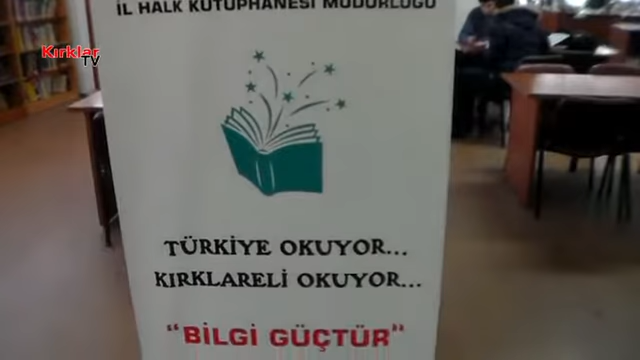 İL HALK KÜTÜPHANESİ MÜDÜRLÜĞÜ
Kırklar
TV
TÜRKİYE OKUYOR...
KIRKLARELİ OKUYOR...
"BİLGİ GÜÇTÜR"